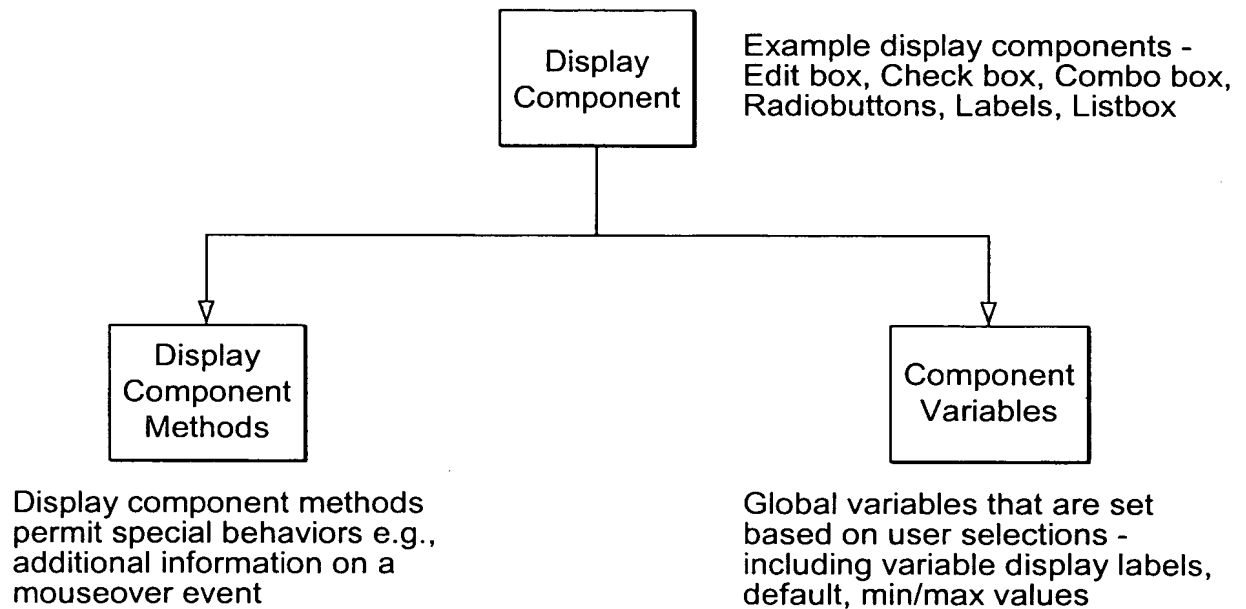 Display
Component
Example display components -
Edit box, Check box, Combo box,
Radiobuttons, Labels, Listbox
Display
Component
Methods
Component
Variables
Display component methods
permit special behaviors e.g.,
additional information on a
mouseover event
Global variables that are set
based on user selections -
including variable display labels,
default, min/max values